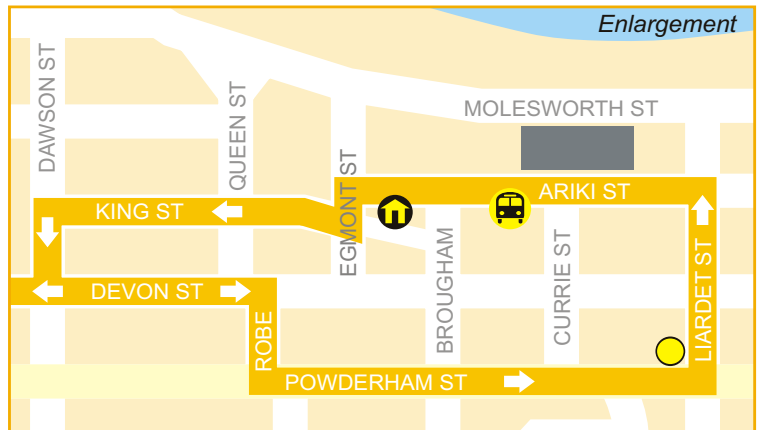 Enlargement
MOLESWORTH ST
DAWSON ST
QUEEN ST
EGMONT ST
ARIKI ST
KING ST
BROUGHAM
CURRIE ST
LIARDET ST
DEVON ST
ROBE
POWDERHAM ST